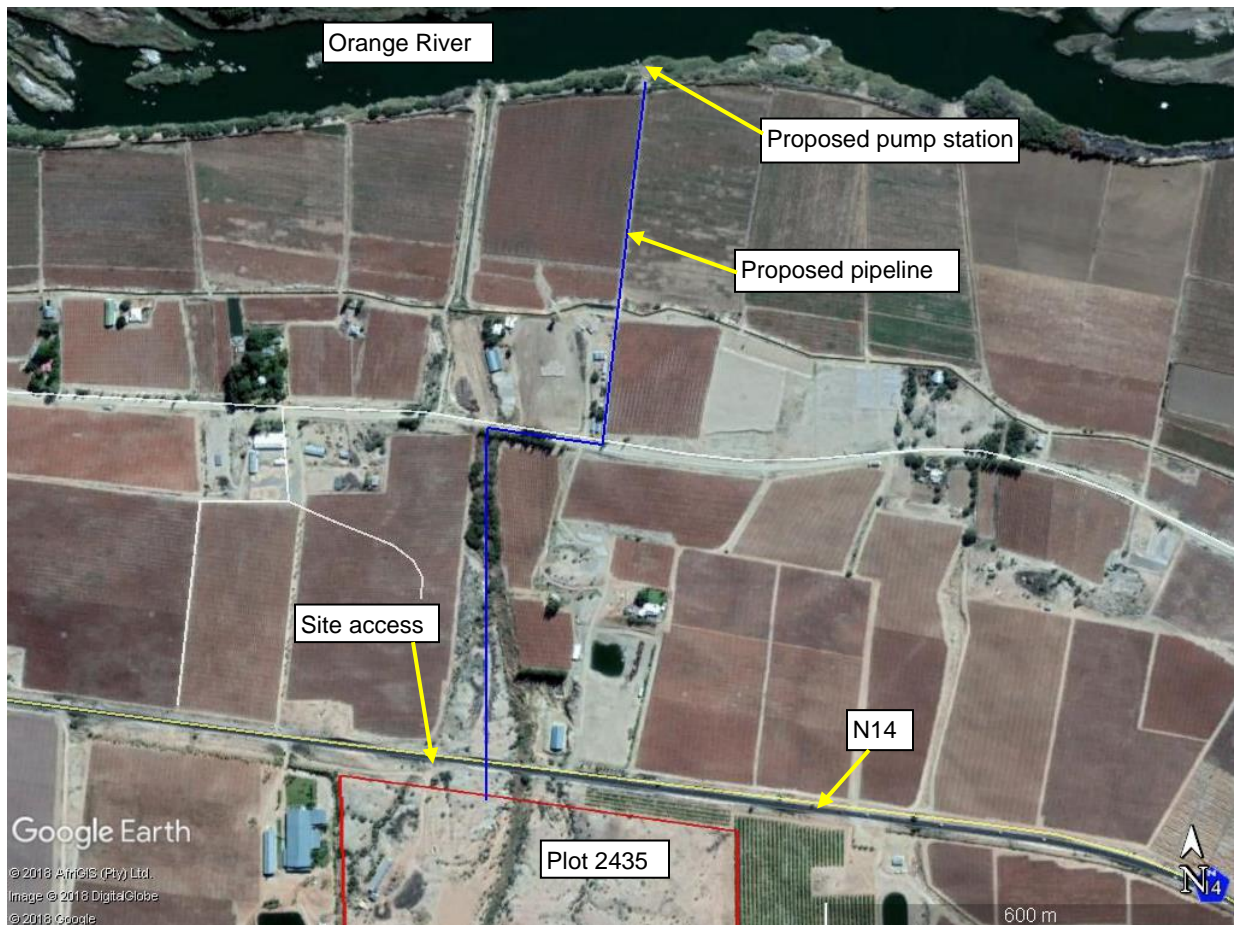 Orange River
Proposed pump station
Proposed pipeline
Site access
N14
Plot 2435
Google Earth
© 2018 AfriGIS (Pty) Ltd.
Image © 2018 DigitalGlobe
© 2018 Google
600 m
N
14